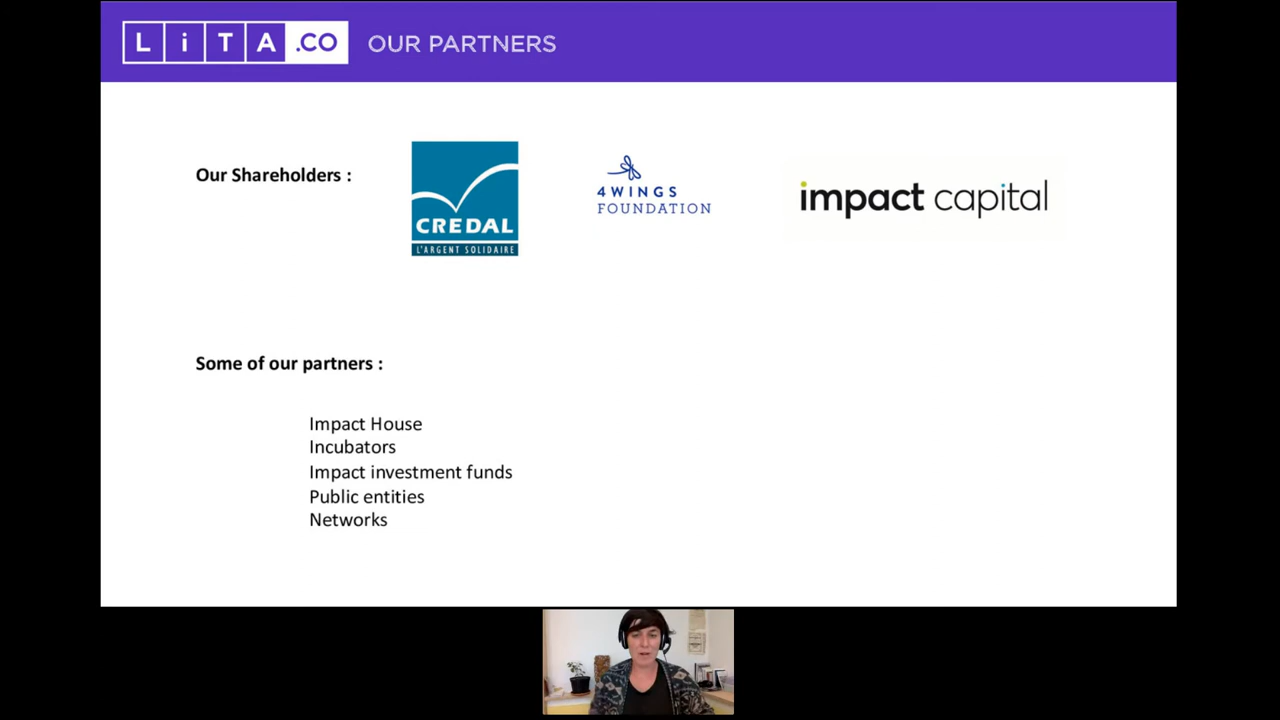 LiTA.CO OUR PARTNERS
Our Shareholders :
CREDAL
L'ARGENT SOLIDAIRE
4WINGS
FOUNDATION
impact capital
Some of our partners :
Impact House
Incubators
Impact investment funds
Public entities
Networks